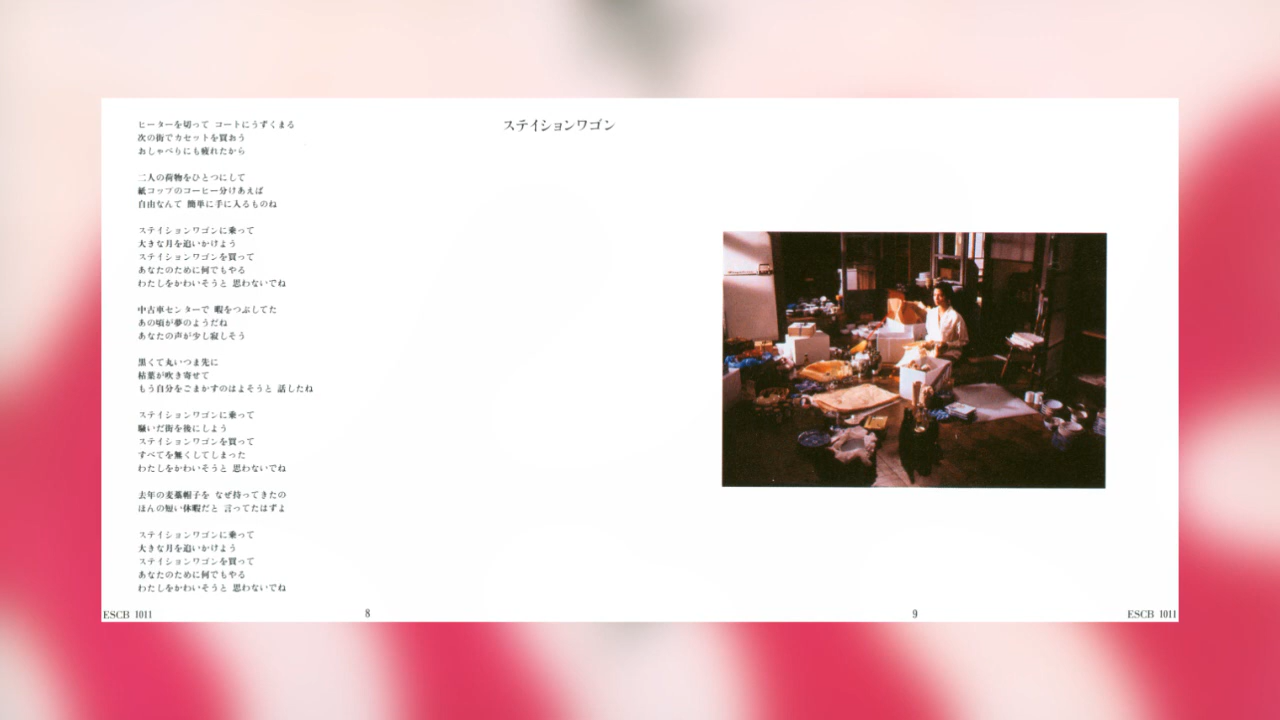 ステイションワゴン
ヒーターを切って コートにうずくまる
次の街でカセットを買おう
おしゃべりにも疲れたから
二人の荷物をひとつにして
紙コップのコーヒー分けあえば
自由なんて 簡単に手に入るものね
ステイションワゴンに乗って
大きな月を追いかけよう
ステイションワゴンを買って
あなたのために何でもやる
わたしをかわいそうと 思わないでね
中古車センターで 暇をつぶしてた
あの頃が夢のようだね
あなたの声が少し寂しそう
黒くて丸いつま先に
枯葉が吹き寄せて
もう自分をごまかすのはよそうと 話したね
ステイションワゴンに乗って
騒いだ街を後にしよう
ステイションワゴンを買って
すべてを無くしてしまった
わたしをかわいそうと 思わないでね
去年の麦藁帽子を なぜ持ってきたの
ほんの短い休暇だと 言ってたはずよ
ステイションワゴンに乗って
大きな月を追いかけよう
ステイションワゴンを買って
あなたのために何でもやる
わたしをかわいそうと 思わないでね
ESCB 1011
8
9
ESCB 1011